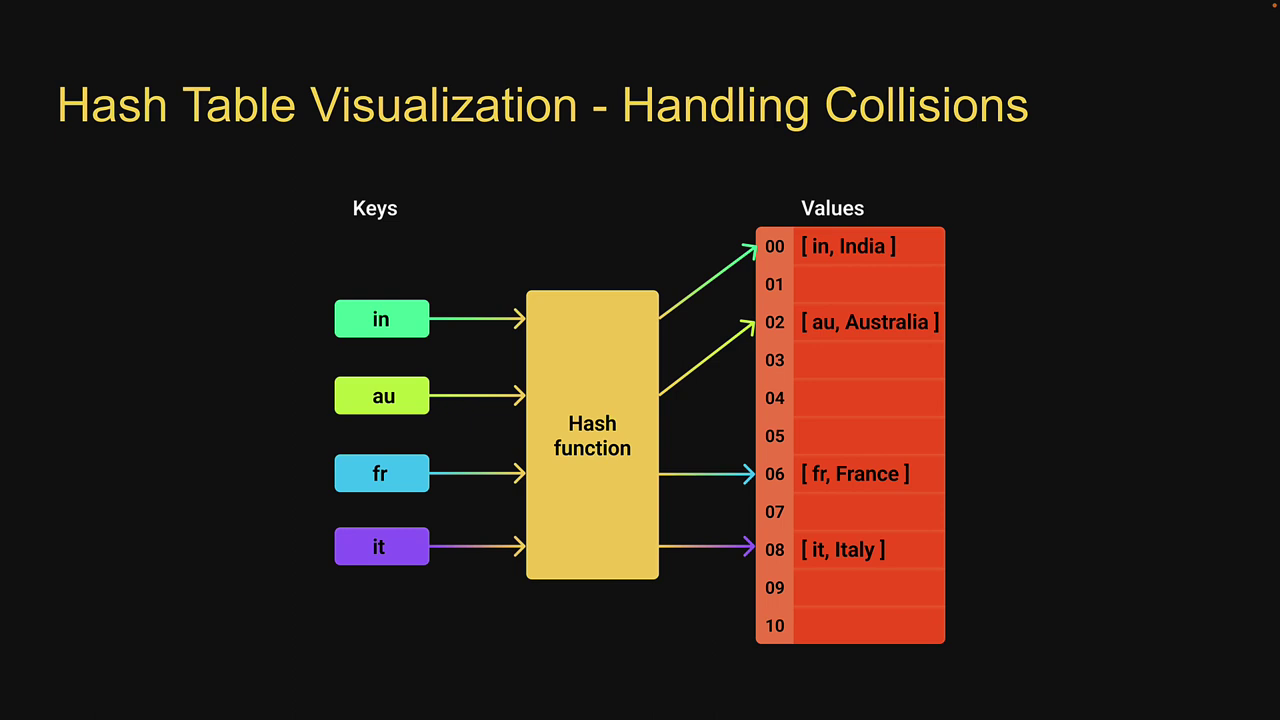 Hash Table Visualization - Handling Collisions
Keys
Values
in
au
fr
it
Hash
function
00 [ in, India ]
01
02 [ au, Australia ]
03
04
05
06 [ fr, France ]
07
08 [ it, Italy ]
09
10